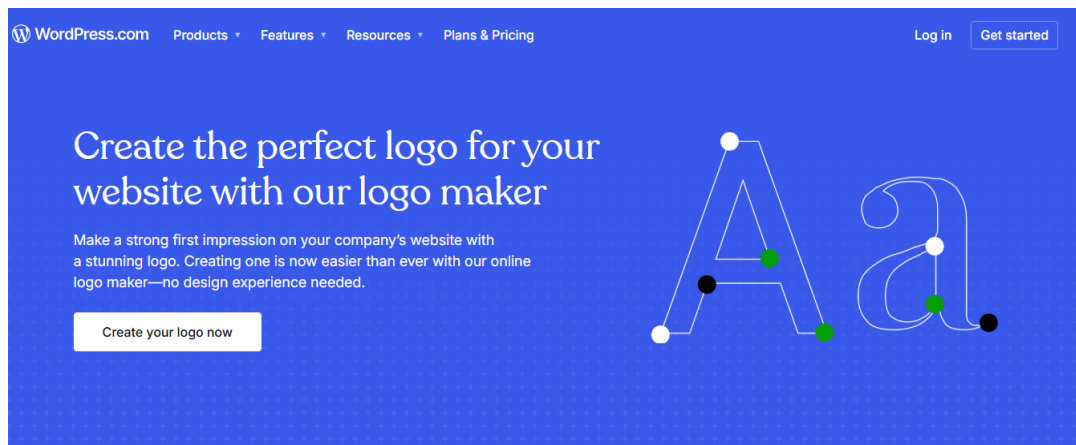 WordPress.com Products Features Resources Plans & Pricing Log in Get started
Create the perfect logo for your
website with our logo maker
Make a strong first impression on your company’s website with
a stunning logo. Creating one is now easier than ever with our online
logo maker—no design experience needed.
Create your logo now
Aa